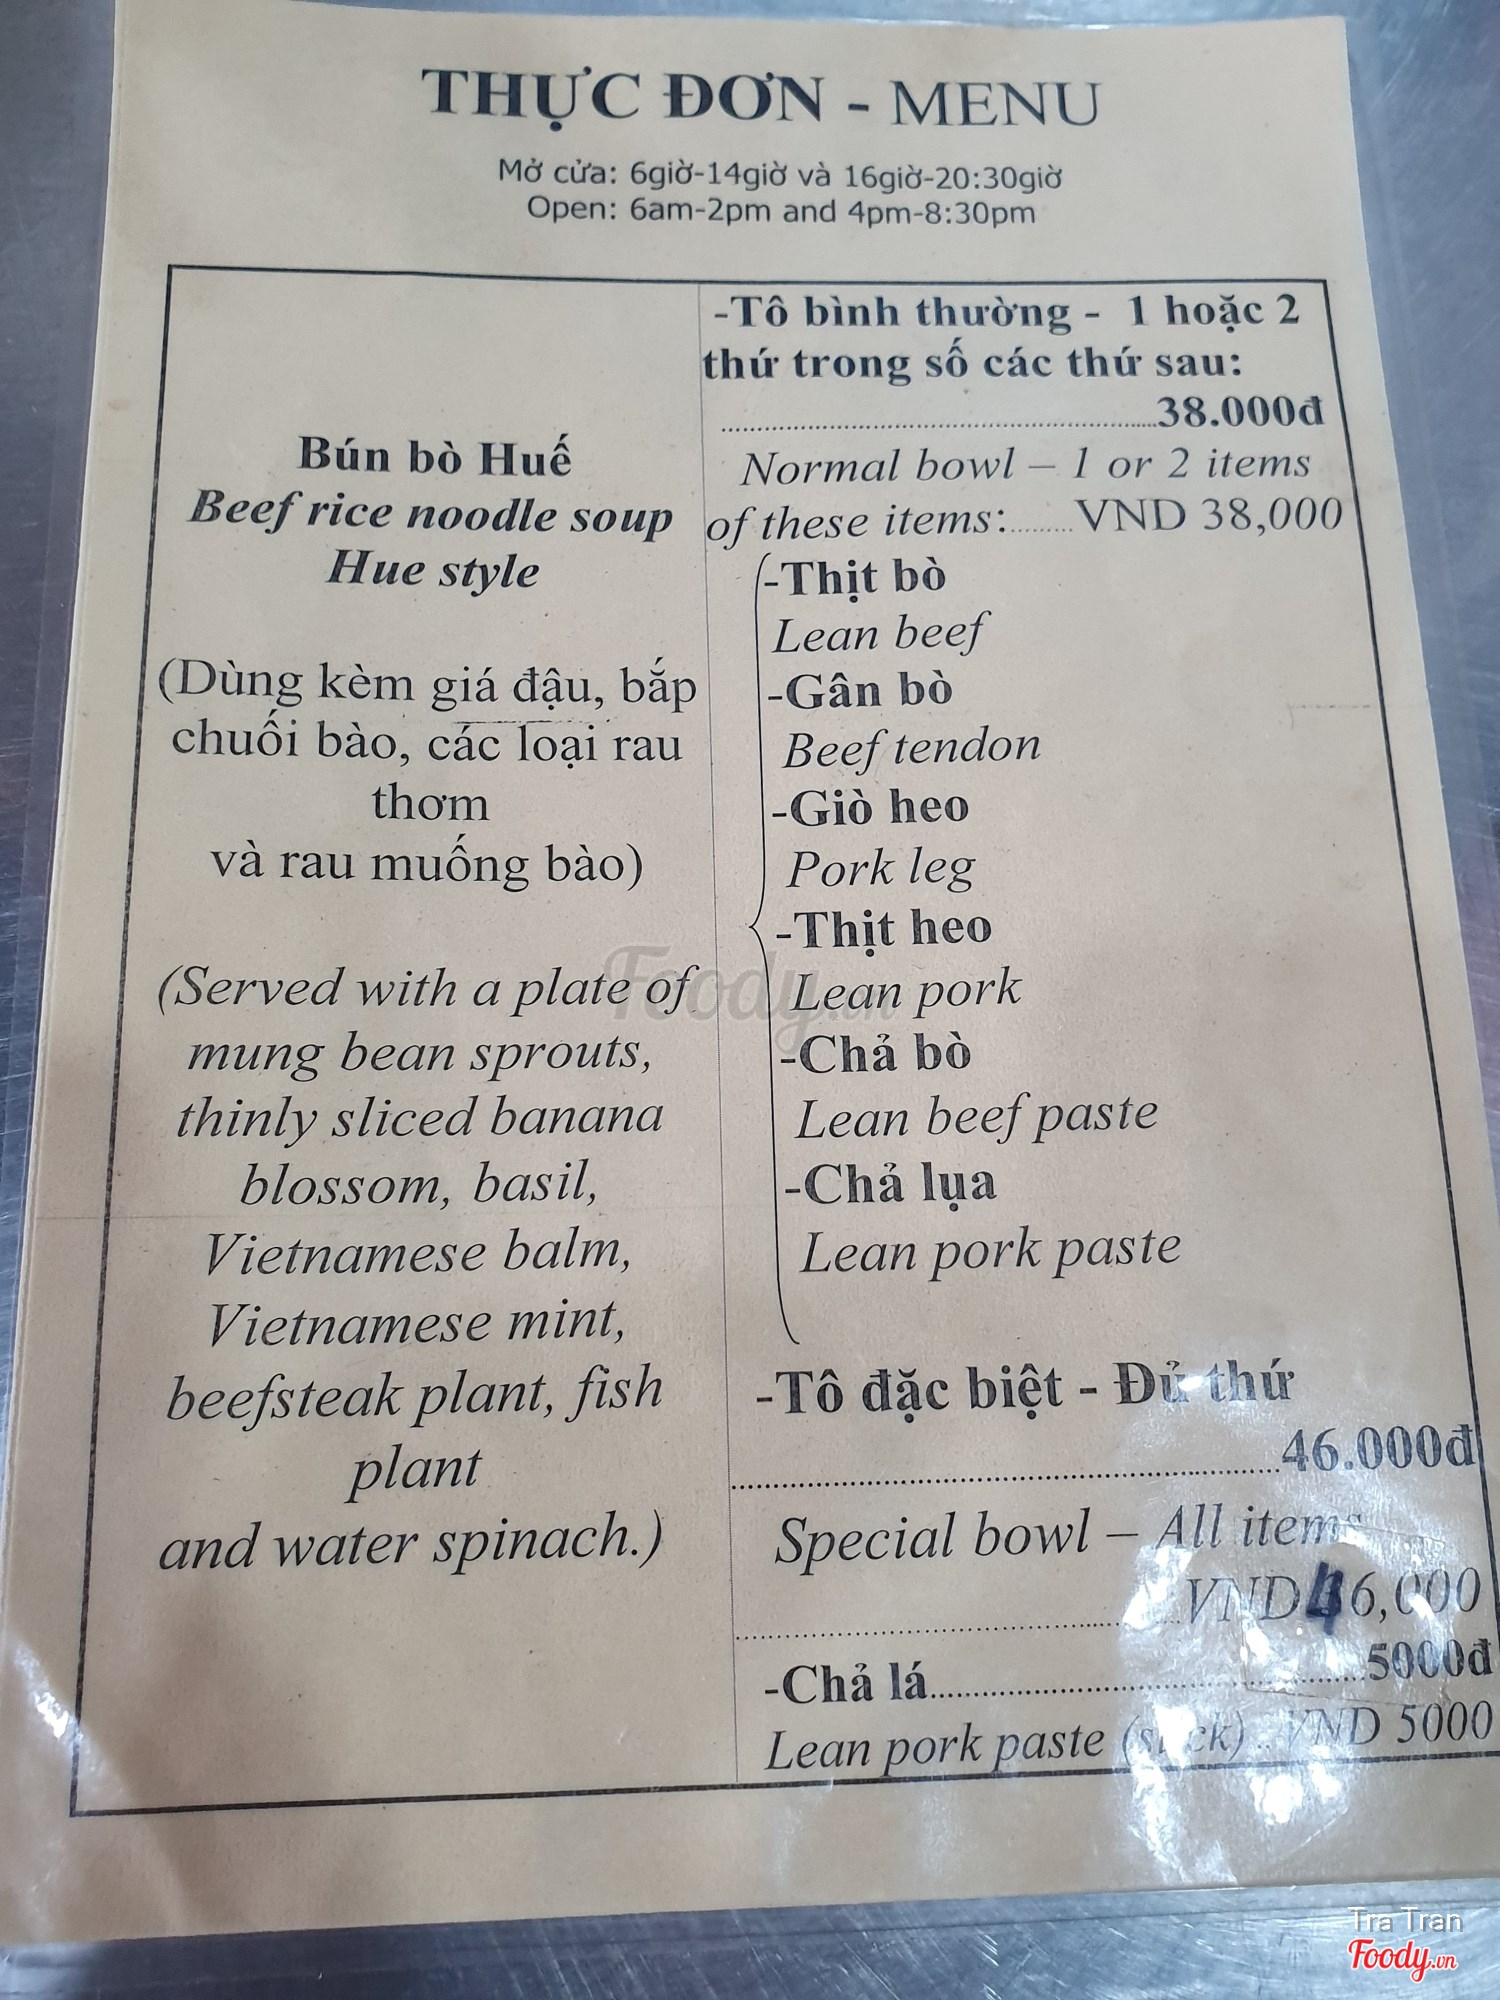 THỰC ĐƠN - MENU
Mở cửa: 6giờ-14giờ và 16giờ-20:30giờ
Open: 6am-2pm and 4pm-8:30pm
Bún bò Huế
Beef rice noodle soup
Hue style
(Dùng kèm giá đậu, bắp
chuối bào, các loại rau
thơm
và rau muống bào)
(Served with a plate of
mung bean sprouts,
thinly sliced banana
blossom, basil,
Vietnamese balm,
Vietnamese mint,
beefsteak plant, fish
plant
and water spinach.)
-Tô bình thường - 1 hoặc 2
thứ trong số các thứ sau:
38.000đ
Normal bowl – 1 or 2 items
of these items:.........VND 38,000
-Thịt bò
Lean beef
-Gân bò
Beef tendon
-Giò heo
Pork leg
-Thịt heo
Lean pork
-Chả bò
Lean beef paste
-Chả lụa
Lean pork paste
-Tô đặc biệt - Đủ thứ
46.000đ
Special bowl – All items
VND 46,000
-Chả lá 5000đ
Lean pork paste (stick) .. VND 5000
Foody.vn
Tra Tran
Foody.vn